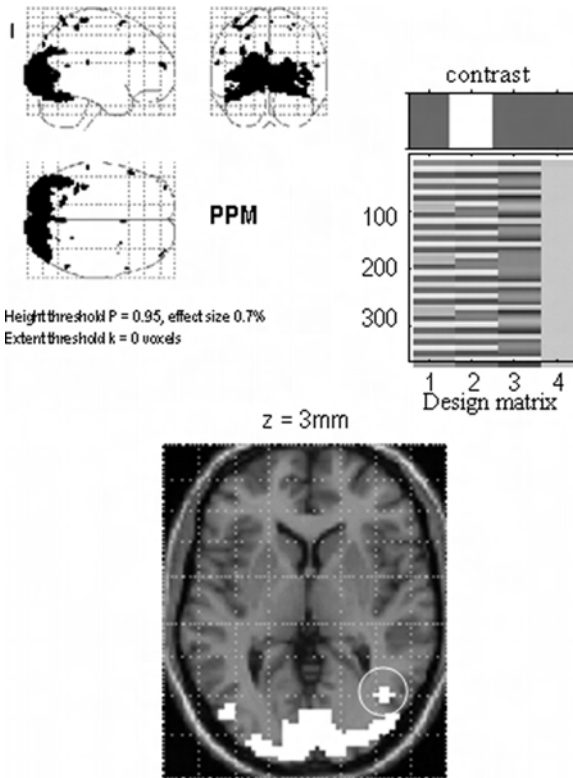 contrast
PPM
100
200
300
Height threshold P = 0.95, effect size 0.7%
Extent threshold k = 0 voxels
1 2 3 4
Design matrix
z = 3mm